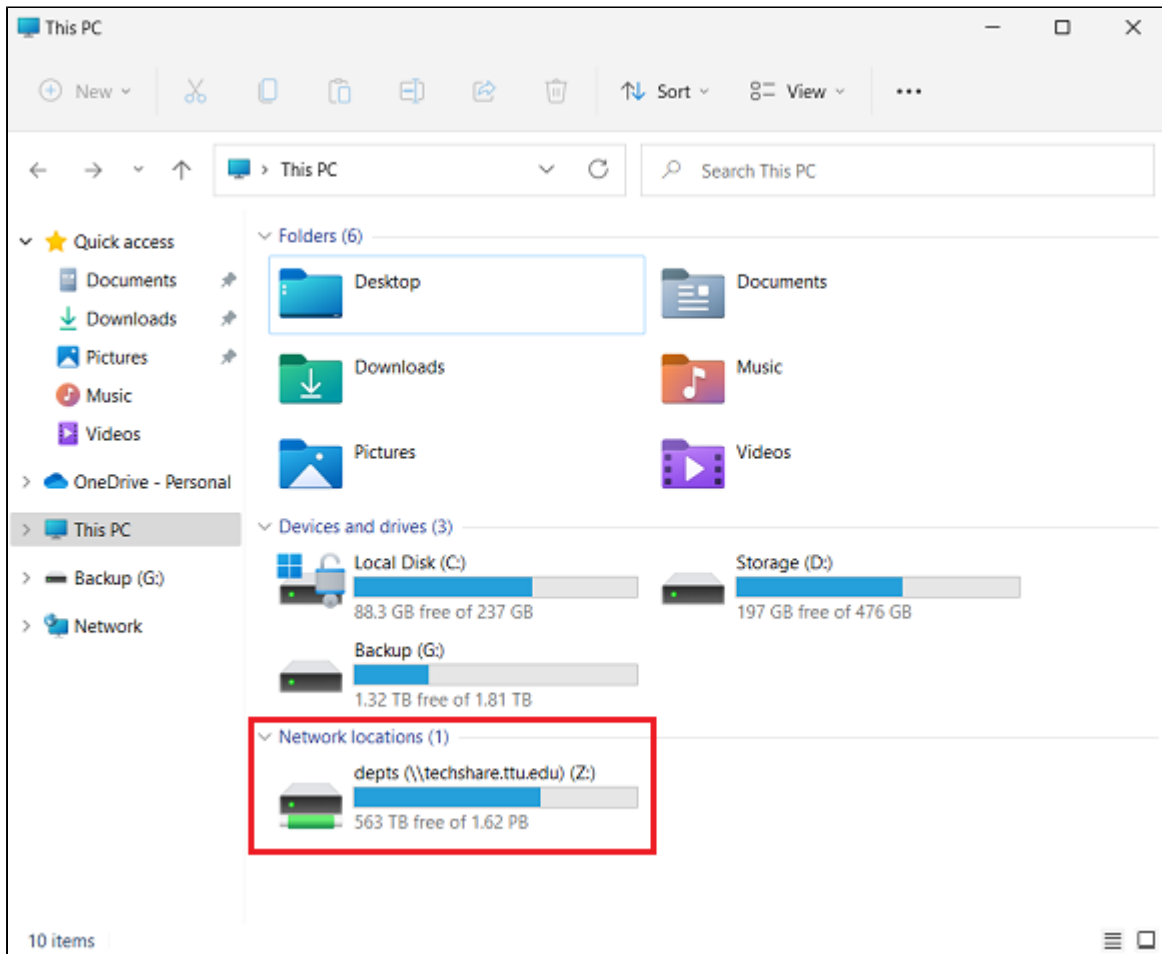 This PC
New
Sort
View
This PC
Search This PC
Quick access
Documents
Downloads
Pictures
Music
Videos
OneDrive - Personal
This PC
Backup (G:)
Network
Folders (6)
Desktop
Documents
Downloads
Music
Pictures
Videos
Devices and drives (3)
Local Disk (C:)
88.3 GB free of 237 GB
Storage (D:)
197 GB free of 476 GB
Backup (G:)
1.32 TB free of 1.81 TB
Network locations (1)
depts (\\techshare.ttu.edu) (Z:)
563 TB free of 1.62 PB
10 items